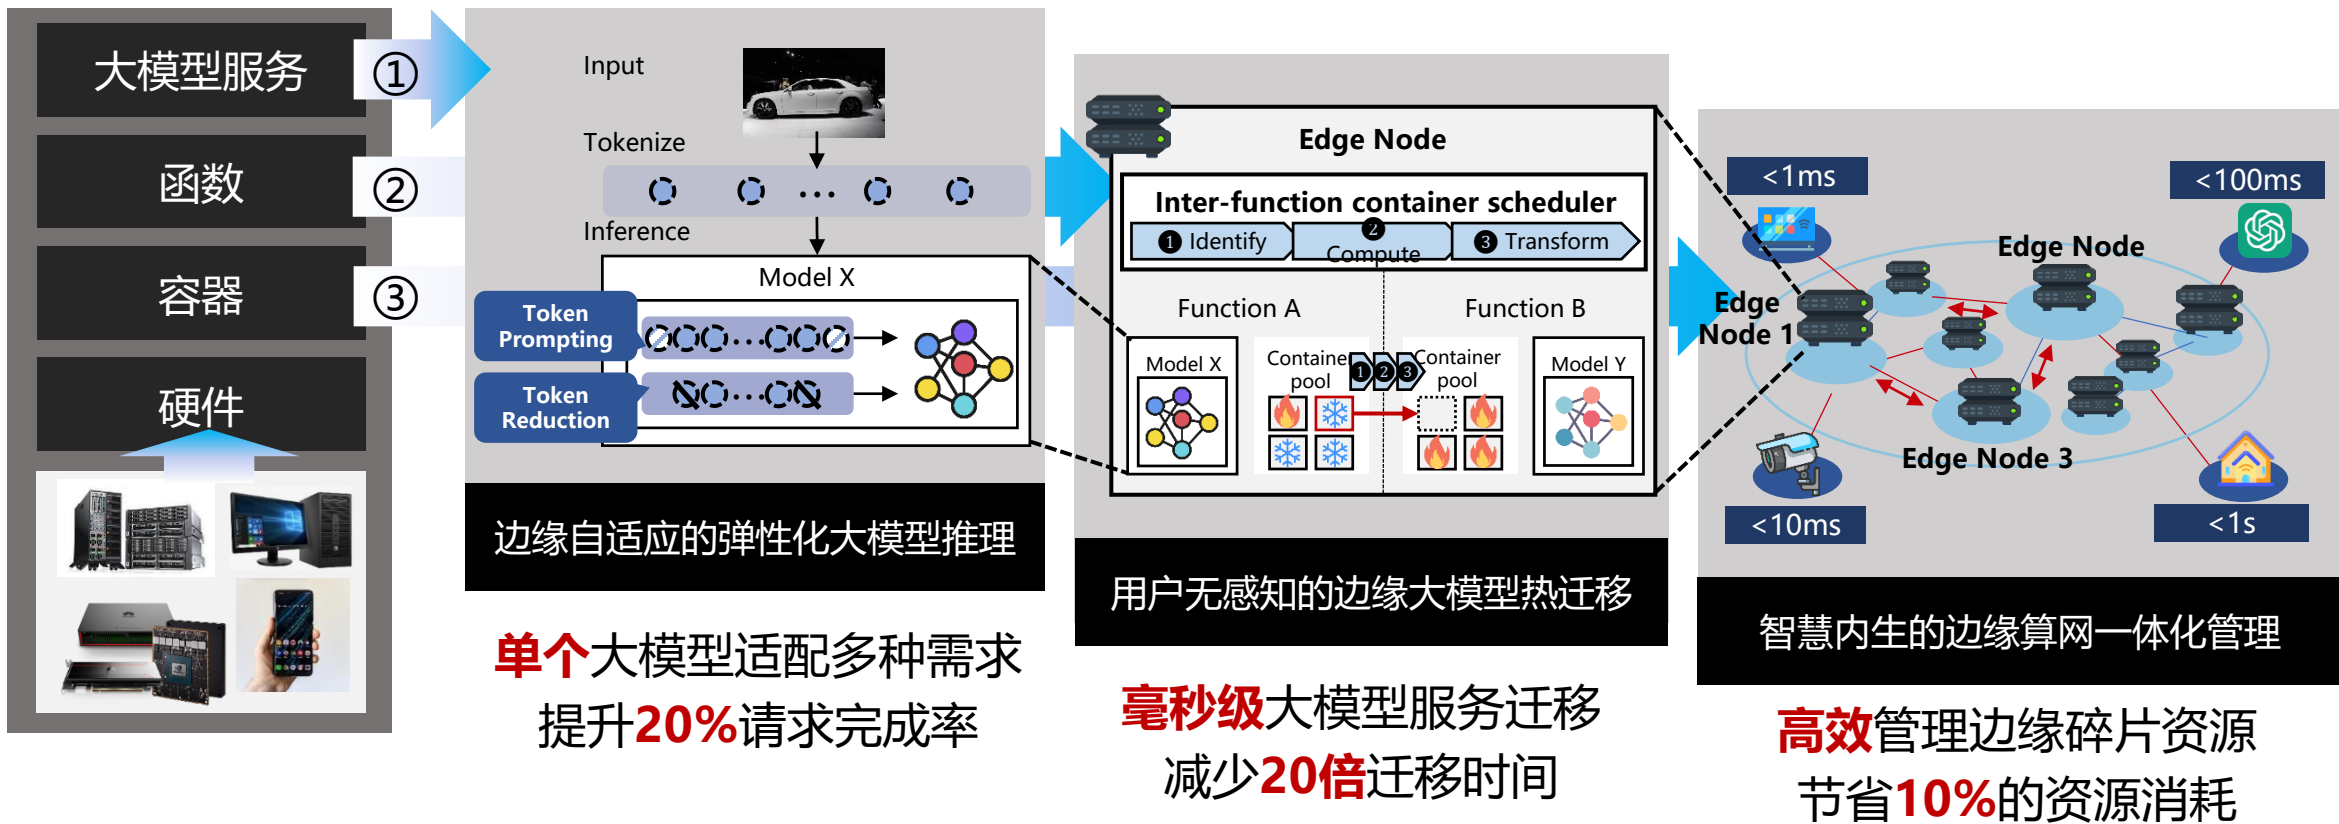 大模型服务
①
函数
②
容器
③
硬件
Input
Tokenize
Inference
Model X
Token
Prompting
Token
Reduction
边缘自适应的弹性化大模型推理
单个大模型适配多种需求
提升20%请求完成率
Edge Node
Inter-function container scheduler
❶ Identify
❷
Compute
❸ Transform
Function A
Function B
Model X
Container
pool
❶❷❸
Container
pool
Model Y
用户无感知的边缘大模型热迁移
毫秒级大模型服务迁移
减少20倍迁移时间
<1ms
<100ms
Edge Node
Edge
Node 1
Edge Node 3
<10ms
<1s
智慧内生的边缘算网一体化管理
高效管理边缘碎片资源
节省10%的资源消耗